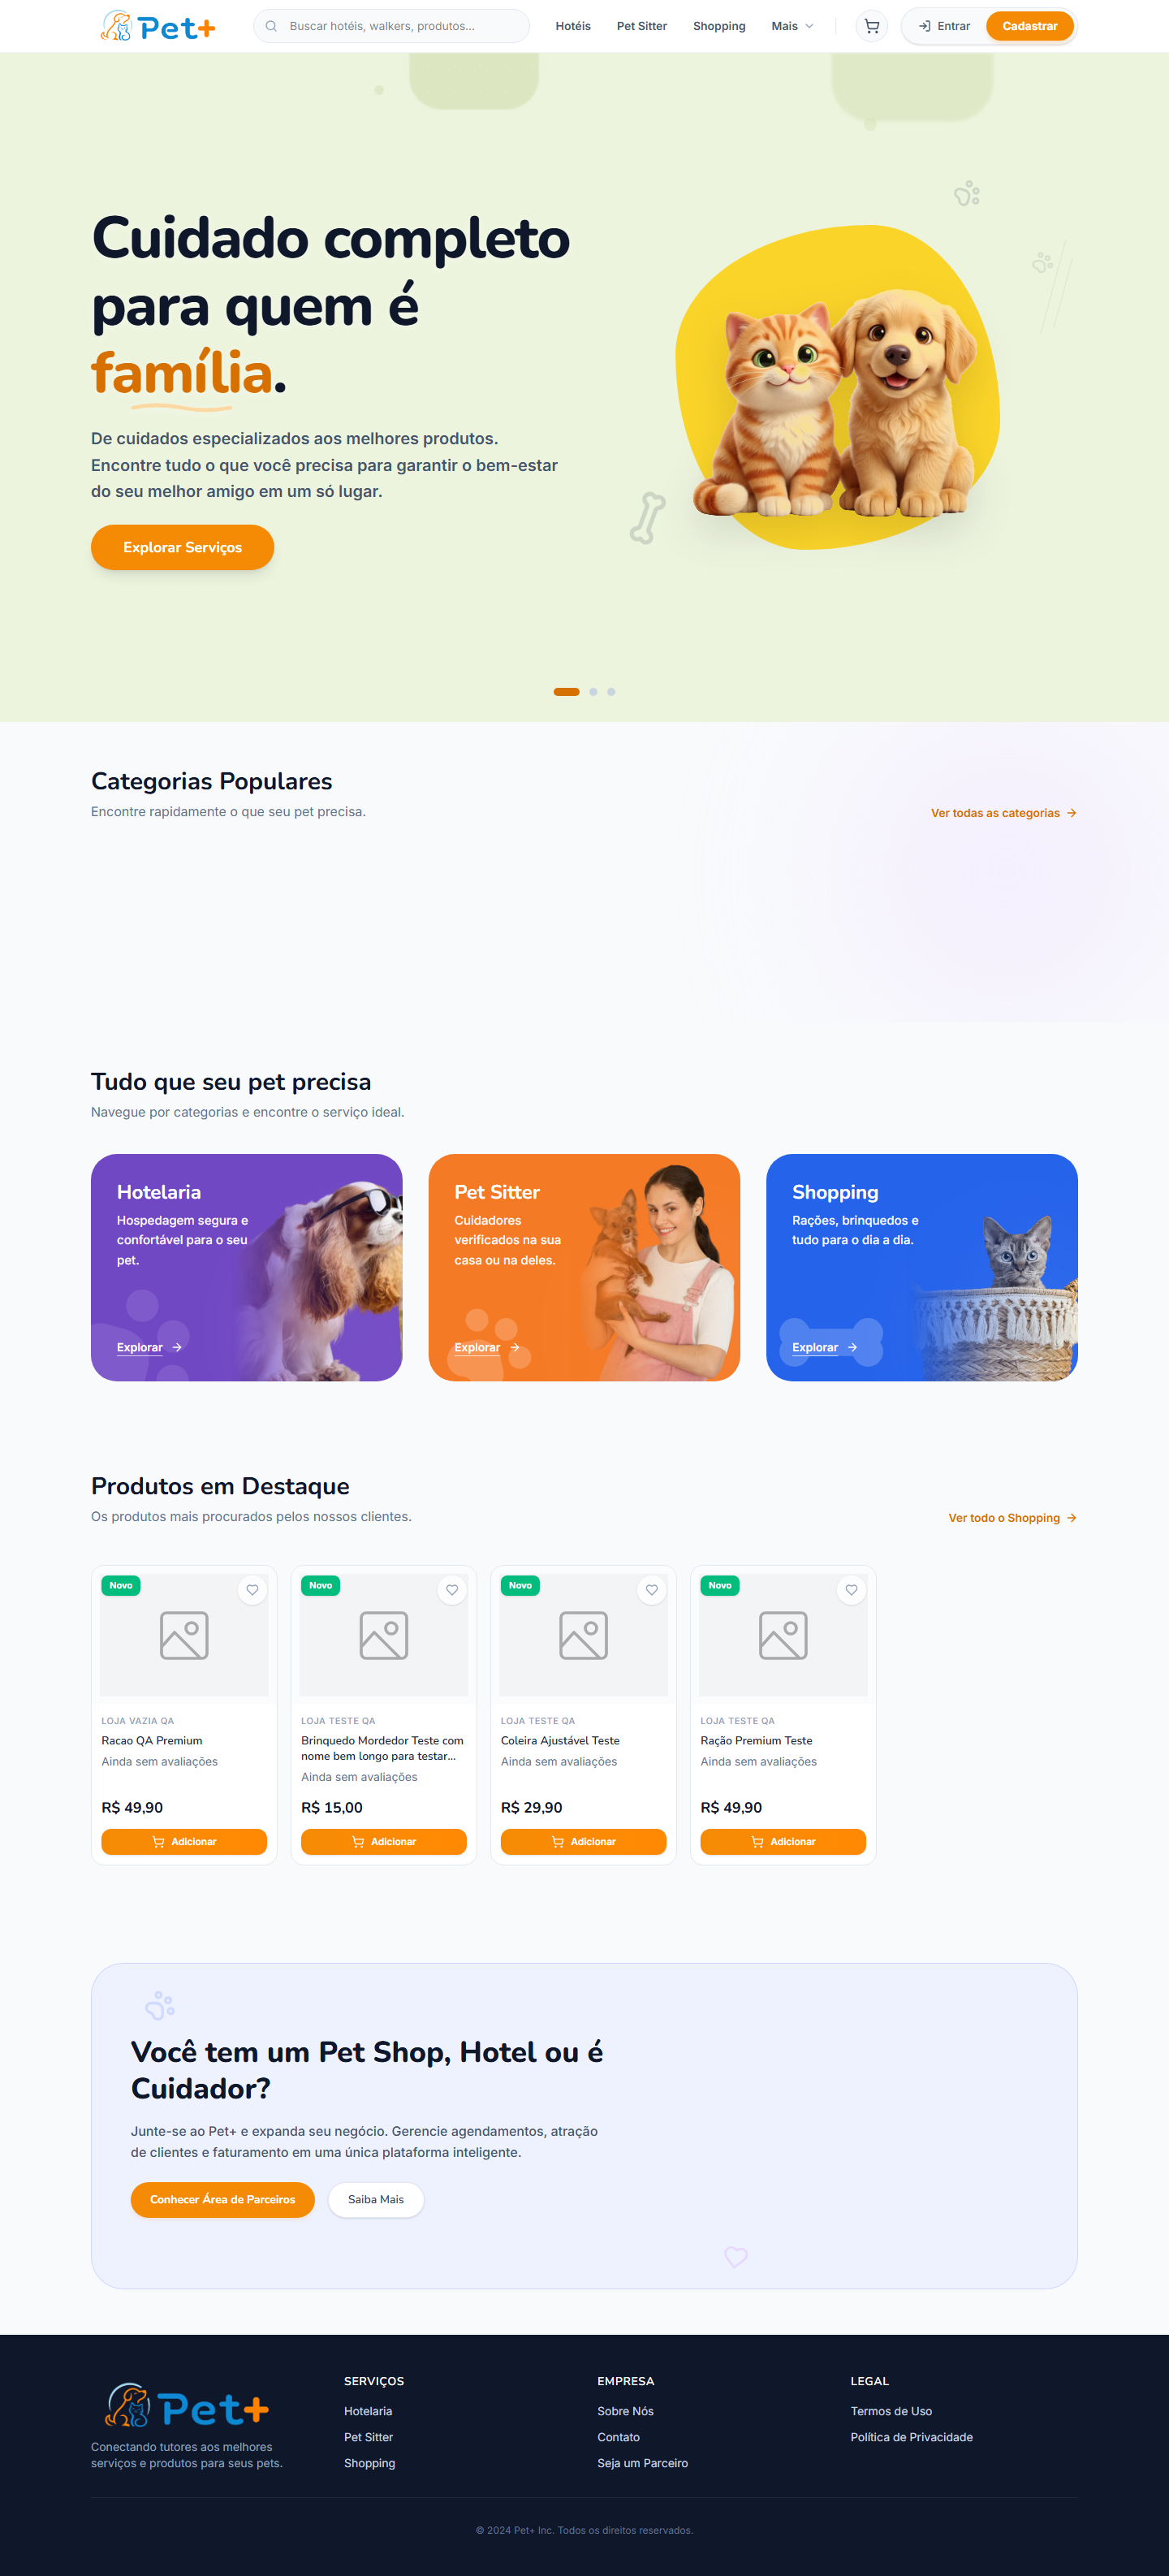 Pet+
Buscar hotéis, walkers, produtos...
Hotéis
Pet Sitter
Shopping
Mais
Entrar
Cadastrar
Cuidado completo
para quem é
família.
De cuidados especializados aos melhores produtos.
Encontre tudo o que você precisa para garantir o bem-estar
do seu melhor amigo em um só lugar.
Explorar Serviços
Categorias Populares
Encontre rapidamente o que seu pet precisa.
Ver todas as categorias
Tudo que seu pet precisa
Navegue por categorias e encontre o serviço ideal.
Hotelaria
Hospedagem segura e
confortável para o seu
pet.
Explorar
Pet Sitter
Cuidadores
verificados na sua
casa ou na deles.
Explorar
Shopping
Rações, brinquedos e
tudo para o dia a dia.
Explorar
Produtos em Destaque
Os produtos mais procurados pelos nossos clientes.
Ver todo o Shopping
Novo
LOJA VAZIA QA
Racao QA Premium
Ainda sem avaliações
R$ 49,90
Adicionar
Novo
LOJA TESTE QA
Brinquedo Mordedor Teste com
nome bem longo para testar...
Ainda sem avaliações
R$ 15,00
Adicionar
Novo
LOJA TESTE QA
Coleira Ajustável Teste
Ainda sem avaliações
R$ 29,90
Adicionar
Novo
LOJA TESTE QA
Ração Premium Teste
Ainda sem avaliações
R$ 49,90
Adicionar
Você tem um Pet Shop, Hotel ou é
Cuidador?
Junte-se ao Pet+ e expanda seu negócio. Gerencie agendamentos, atração
de clientes e faturamento em uma única plataforma inteligente.
Conhecer Área de Parceiros
Saiba Mais
Pet+
Conectando tutores aos melhores
serviços e produtos para seus pets.
SERVIÇOS
Hotelaria
Pet Sitter
Shopping
EMPRESA
Sobre Nós
Contato
Seja um Parceiro
LEGAL
Termos de Uso
Política de Privacidade
© 2024 Pet+ Inc. Todos os direitos reservados.